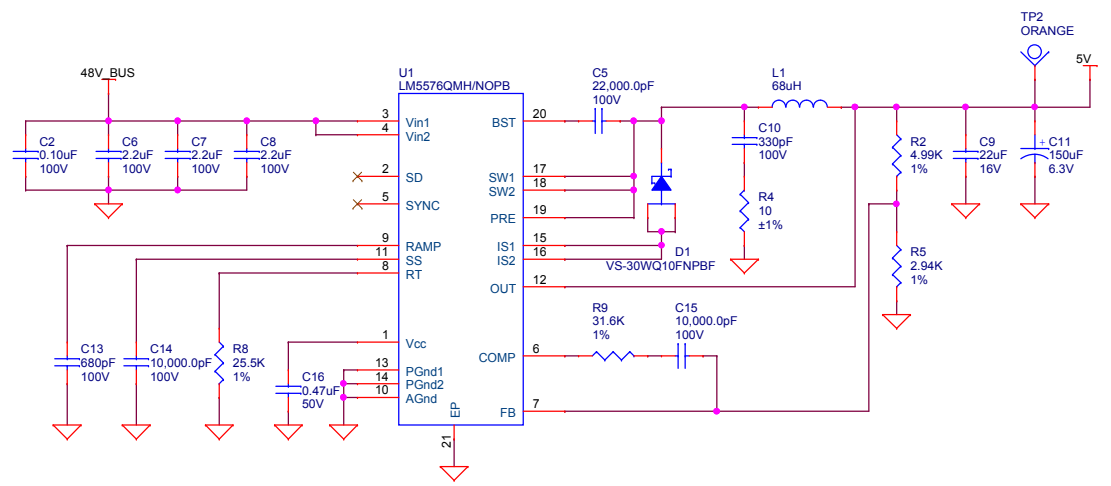 TP2
ORANGE
5V
48V_BUS
U1
LM5576QMH/NOPB
C5
22,000.0pF
100V
L1
68uH
3
Vin1
4
Vin2
BST
20
C2
0.10uF
100V
C6
2.2uF
100V
C7
2.2uF
100V
C8
2.2uF
100V
C10
330pF
100V
R2
4.99K
1%
C9
22uF
16V
+
C11
150uF
6.3V
2
SD
SW1
17
SW2
18
5
SYNC
PRE
19
R4
10
±1%
9
RAMP
IS1
15
11
SS
IS2
16
8
RT
D1
VS-30WQ10FNPBF
R5
2.94K
1%
OUT
12
R9
31.6K
1%
C15
10,000.0pF
100V
1
Vcc
COMP
6
C13
680pF
100V
C14
10,000.0pF
100V
R8
25.5K
1%
C16
0.47uF
50V
13
PGnd1
14
PGnd2
10
AGnd
FB
7
EP
21